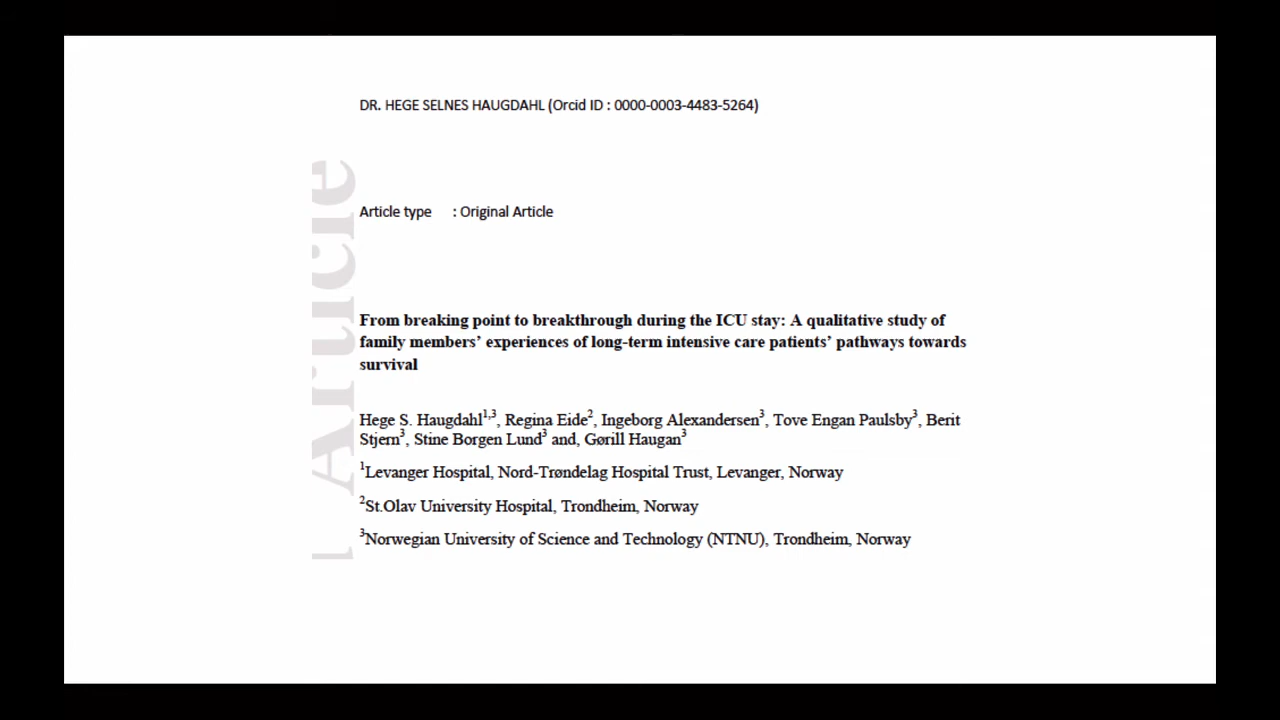 DR. HEGE SELNES HAUGDAHL (Orcid ID : 0000-0003-4483-5264)
Article type : Original Article
From breaking point to breakthrough during the ICU stay: A qualitative study of
family members’ experiences of long-term intensive care patients’ pathways towards
survival
Hege S. Haugdahl1,3, Regina Eide2, Ingeborg Alexandersen3, Tove Engan Paulsby3, Berit
Stjern3, Stine Borgen Lund3 and, Gørill Haugan3
1Levanger Hospital, Nord-Trøndelag Hospital Trust, Levanger, Norway
2St.Olav University Hospital, Trondheim, Norway
3Norwegian University of Science and Technology (NTNU), Trondheim, Norway
Article